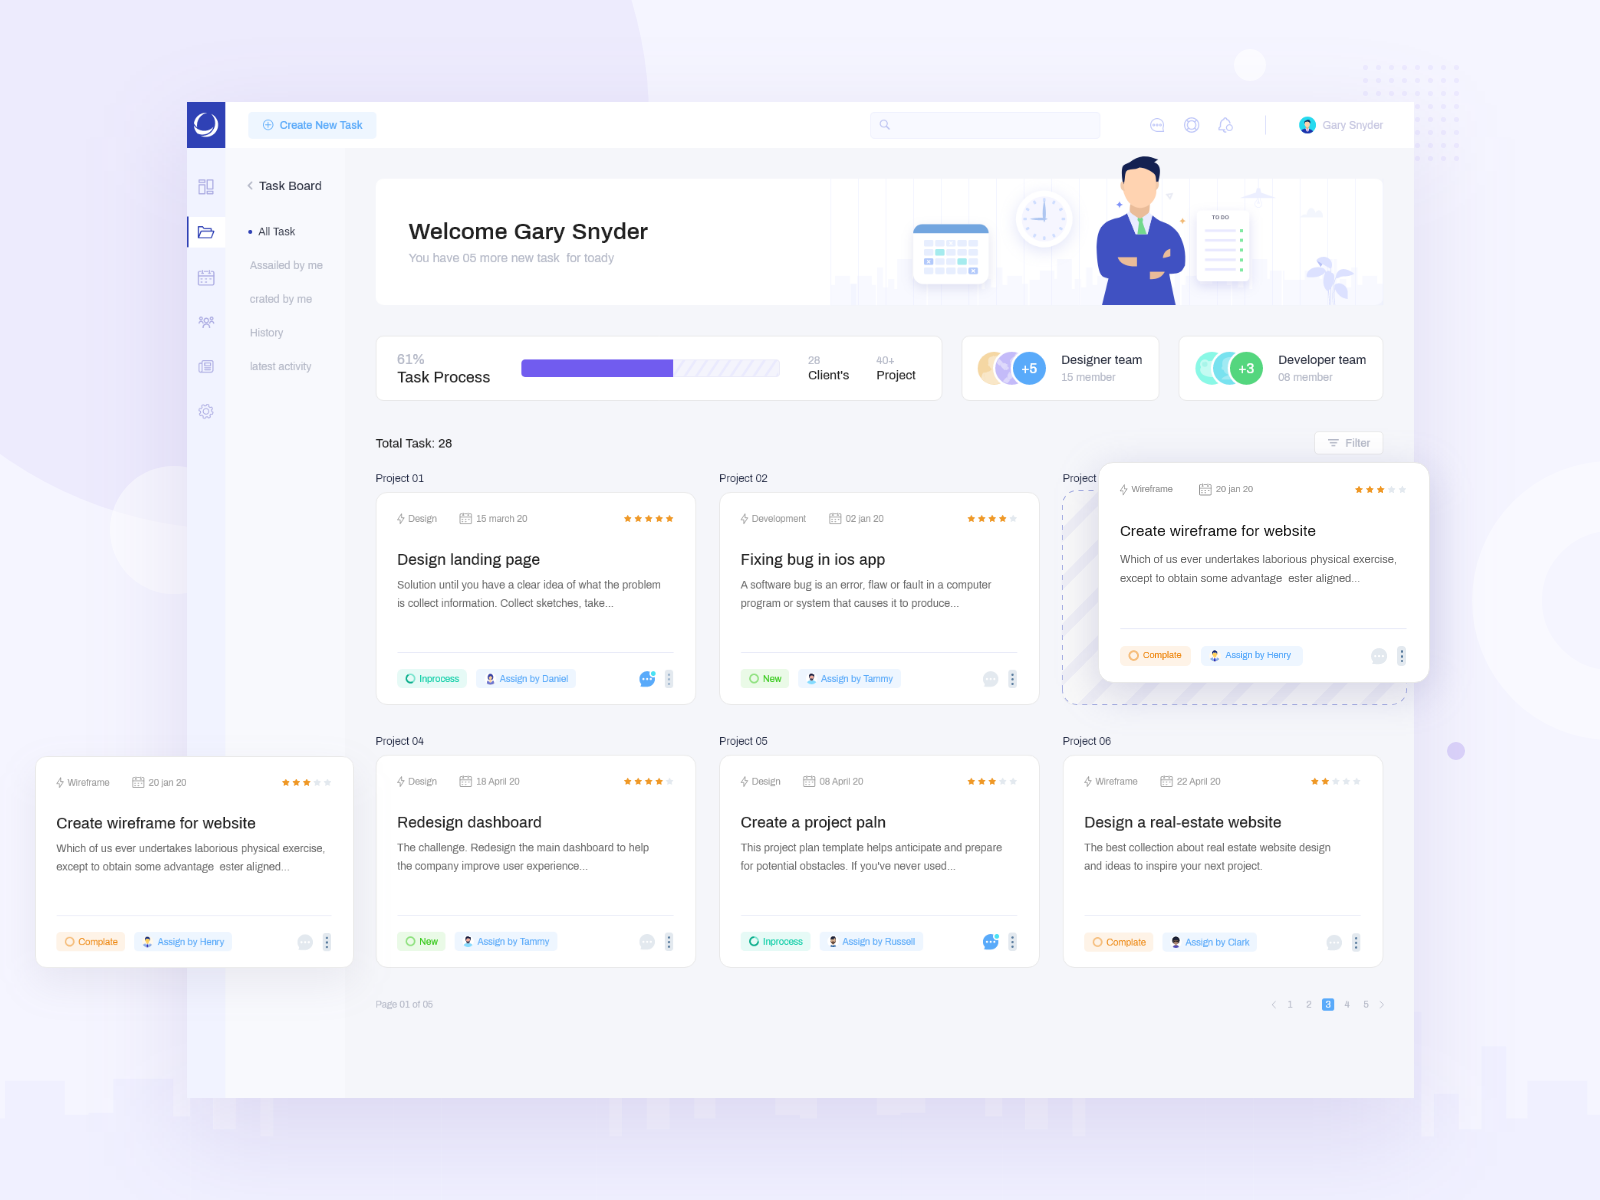 Create New Task
Gary Snyder
Task Board
All Task
Assailed by me
crated by me
History
latest activity
Welcome Gary Snyder
You have 05 more new task for toady
TO DO
61%
Task Process
28
Client's
40+
Project
+5
Designer team
15 member
+3
Developer team
08 member
Total Task: 28
Filter
Project 01
Design
15 march 20
Design landing page
Solution until you have a clear idea of what the problem
is collect information. Collect sketches, take...
Inprocess
Assign by Daniel
Project 02
Development
02 jan 20
Fixing bug in ios app
A software bug is an error, flaw or fault in a computer
program or system that causes it to produce...
New
Assign by Tammy
Project
Wireframe
20 jan 20
Create wireframe for website
Which of us ever undertakes laborious physical exercise,
except to obtain some advantage ester aligned...
Complate
Assign by Henry
Wireframe
20 jan 20
Create wireframe for website
Which of us ever undertakes laborious physical exercise,
except to obtain some advantage ester aligned...
Complate
Assign by Henry
Project 04
Design
18 April 20
Redesign dashboard
The challenge. Redesign the main dashboard to help
the company improve user experience...
New
Assign by Tammy
Project 05
Design
08 April 20
Create a project paln
This project plan template helps anticipate and prepare
for potential obstacles. If you've never used...
Inprocess
Assign by Russell
Project 06
Wireframe
22 April 20
Design a real-estate website
The best collection about real estate website design
and ideas to inspire your next project.
Complate
Assign by Clark
Page 01 of 05
1 2 3 4 5